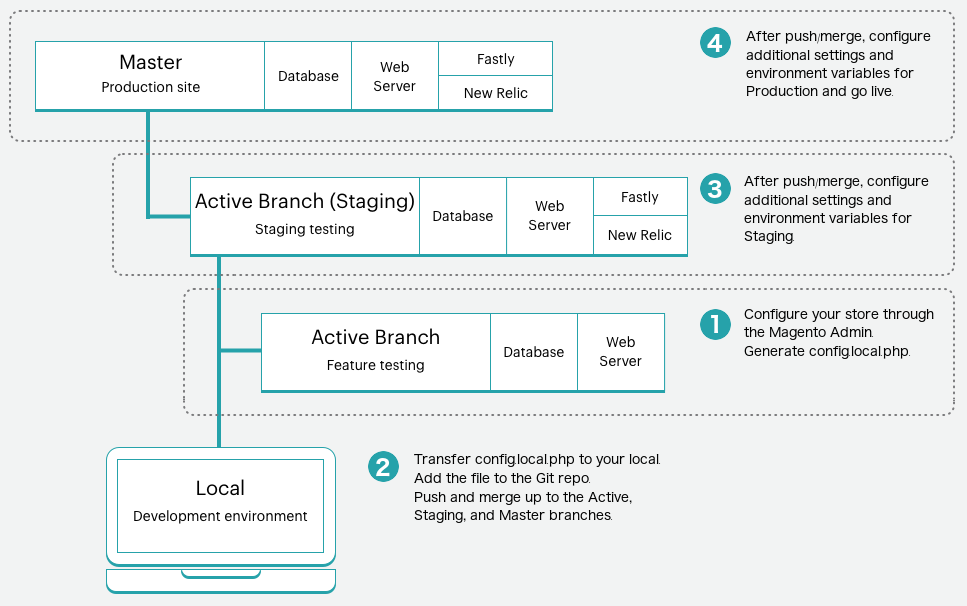 Master
Production site
Database
Web
Server
Fastly
New Relic
4
After push/merge, configure
additional settings and
environment variables for
Production and go live.
Active Branch (Staging)
Staging testing
Database
Web
Server
Fastly
New Relic
3
After push/merge, configure
additional settings and
environment variables for
Staging.
Active Branch
Feature testing
Database
Web
Server
1
Configure your store through
the Magento Admin.
Generate config.local.php.
Local
Development environment
2
Transfer config.local.php to your local.
Add the file to the Git repo.
Push and merge up to the Active,
Staging, and Master branches.